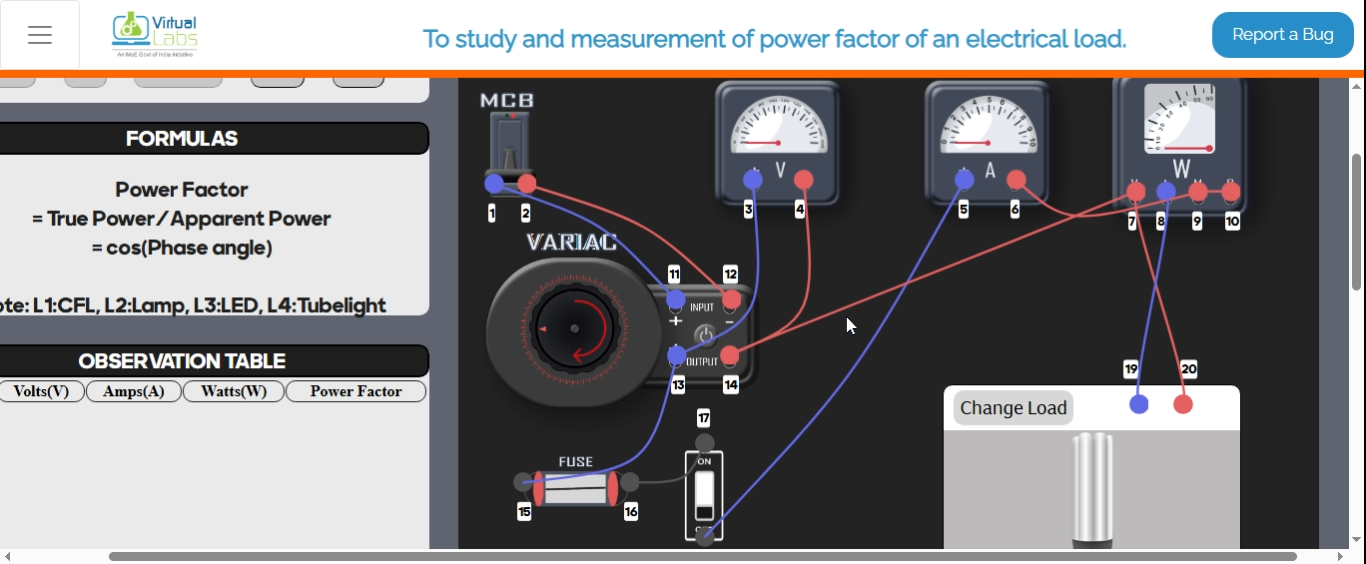 Virtual
Labs
An MoE Govt of India Initiative
To study and measurement of power factor of an electrical load.
Report a Bug
FORMULAS
Power Factor
= True Power/Apparent Power
= cos(Phase angle)
ote: L1:CFL, L2:Lamp, L3:LED, L4:Tubelight
OBSERVATION TABLE
Volts(V) Amps(A) Watts(W) Power Factor
MCB
1 2
V
3 4
A
5 6
W
7 8 9 10
VARIAC
11 12
INPUT
+ −
OUTPUT
13 14
17
ON
FUSE
15 16
19 20
Change Load